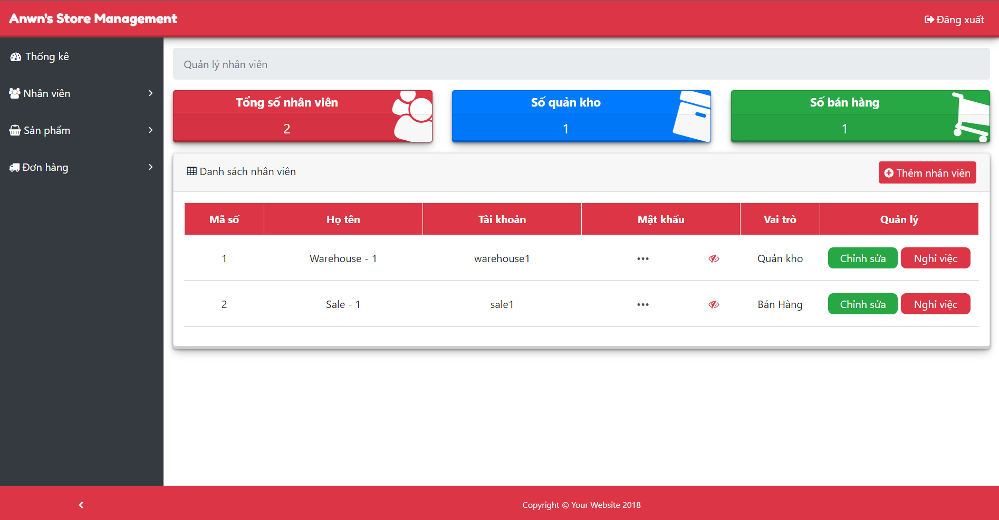 Anwn's Store Management
Đăng xuất
Thống kê
Nhân viên
Sản phẩm
Đơn hàng
Quản lý nhân viên
Tổng số nhân viên
2
Số quản kho
1
Số bán hàng
1
Danh sách nhân viên
Thêm nhân viên
Mã số Họ tên Tài khoản Mật khẩu Vai trò Quản lý
1 Warehouse - 1 warehouse1 ••• Quản kho Chỉnh sửa Nghỉ việc
2 Sale - 1 sale1 ••• Bán Hàng Chỉnh sửa Nghỉ việc
Copyright © Your Website 2018